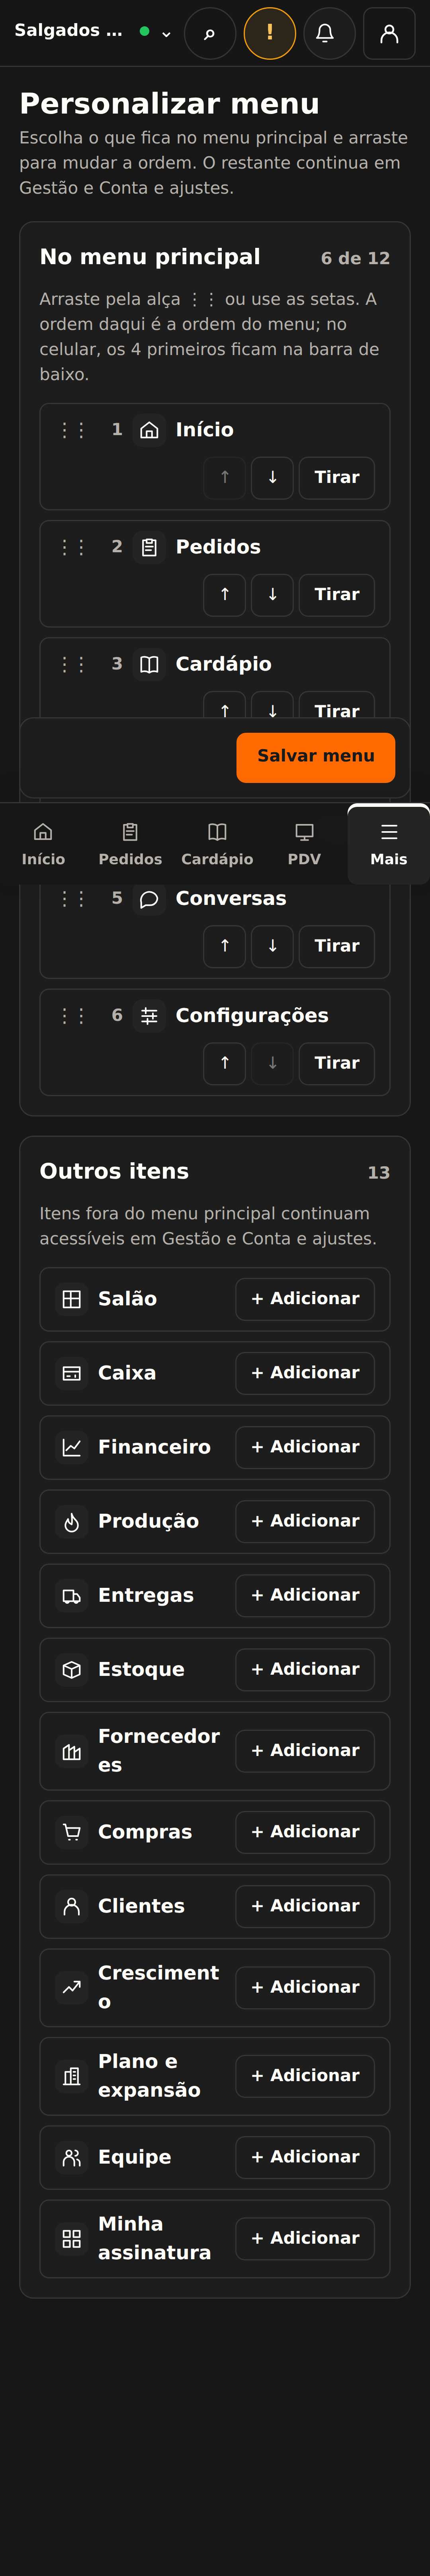 Salgados ...
!
Personalizar menu
Escolha o que fica no menu principal e arraste
para mudar a ordem. O restante continua em
Gestão e Conta e ajustes.
No menu principal 6 de 12
Arraste pela alça ⋮⋮ ou use as setas. A
ordem daqui é a ordem do menu; no
celular, os 4 primeiros ficam na barra de
baixo.
⋮⋮ 1 Início
↑ ↓ Tirar
⋮⋮ 2 Pedidos
↑ ↓ Tirar
⋮⋮ 3 Cardápio
↑ ↓ Tirar
Salvar menu
Início Pedidos Cardápio PDV Mais
⋮⋮ 5 Conversas
↑ ↓ Tirar
⋮⋮ 6 Configurações
↑ ↓ Tirar
Outros itens 13
Itens fora do menu principal continuam
acessíveis em Gestão e Conta e ajustes.
Salão + Adicionar
Caixa + Adicionar
Financeiro + Adicionar
Produção + Adicionar
Entregas + Adicionar
Estoque + Adicionar
Fornecedor
es
+ Adicionar
Compras + Adicionar
Clientes + Adicionar
Cresciment
o
+ Adicionar
Plano e
expansão
+ Adicionar
Equipe + Adicionar
Minha
assinatura
+ Adicionar